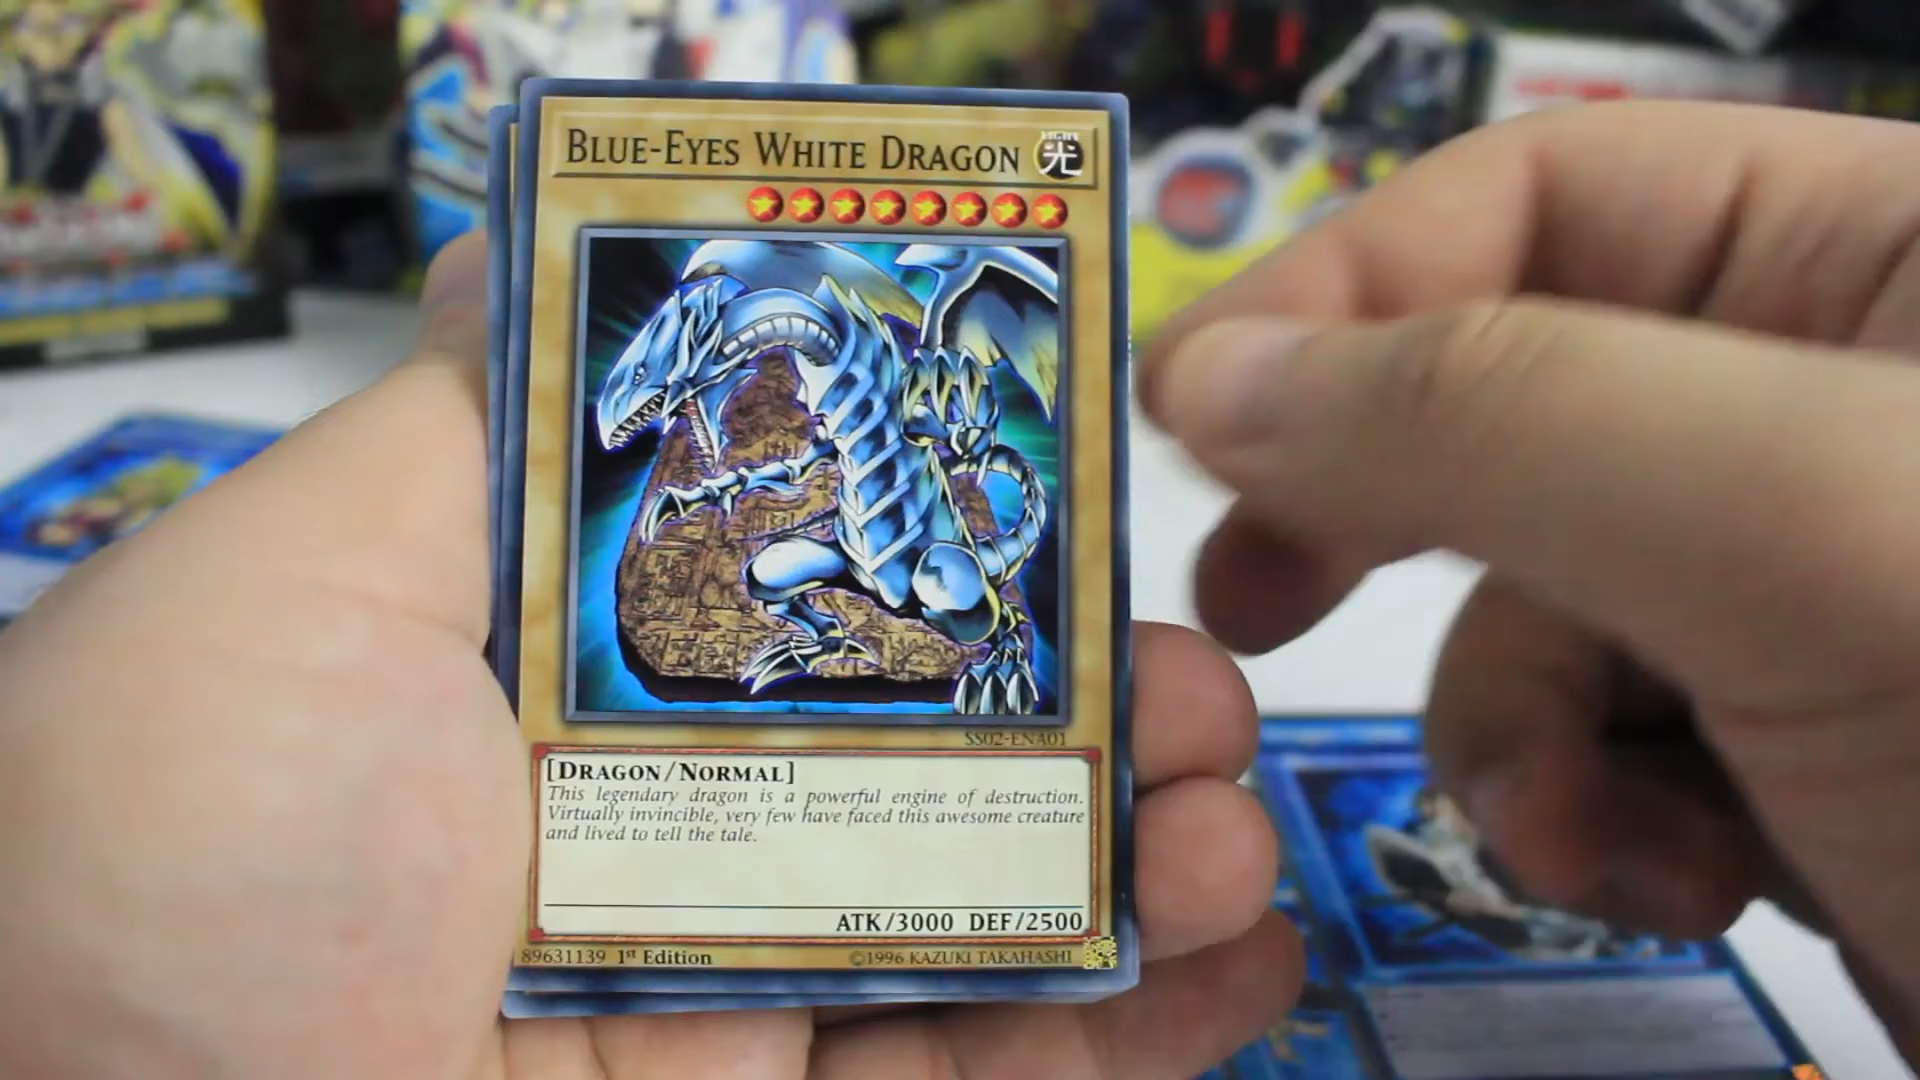 BLUE-EYES WHITE DRAGON
LIGHT
光
SS02-ENA01
[DRAGON/NORMAL]
This legendary dragon is a powerful engine of destruction.
Virtually invincible, very few have faced this awesome creature
and lived to tell the tale.
ATK/3000 DEF/2500
89631139 1st Edition ©1996 KAZUKI TAKAHASHI